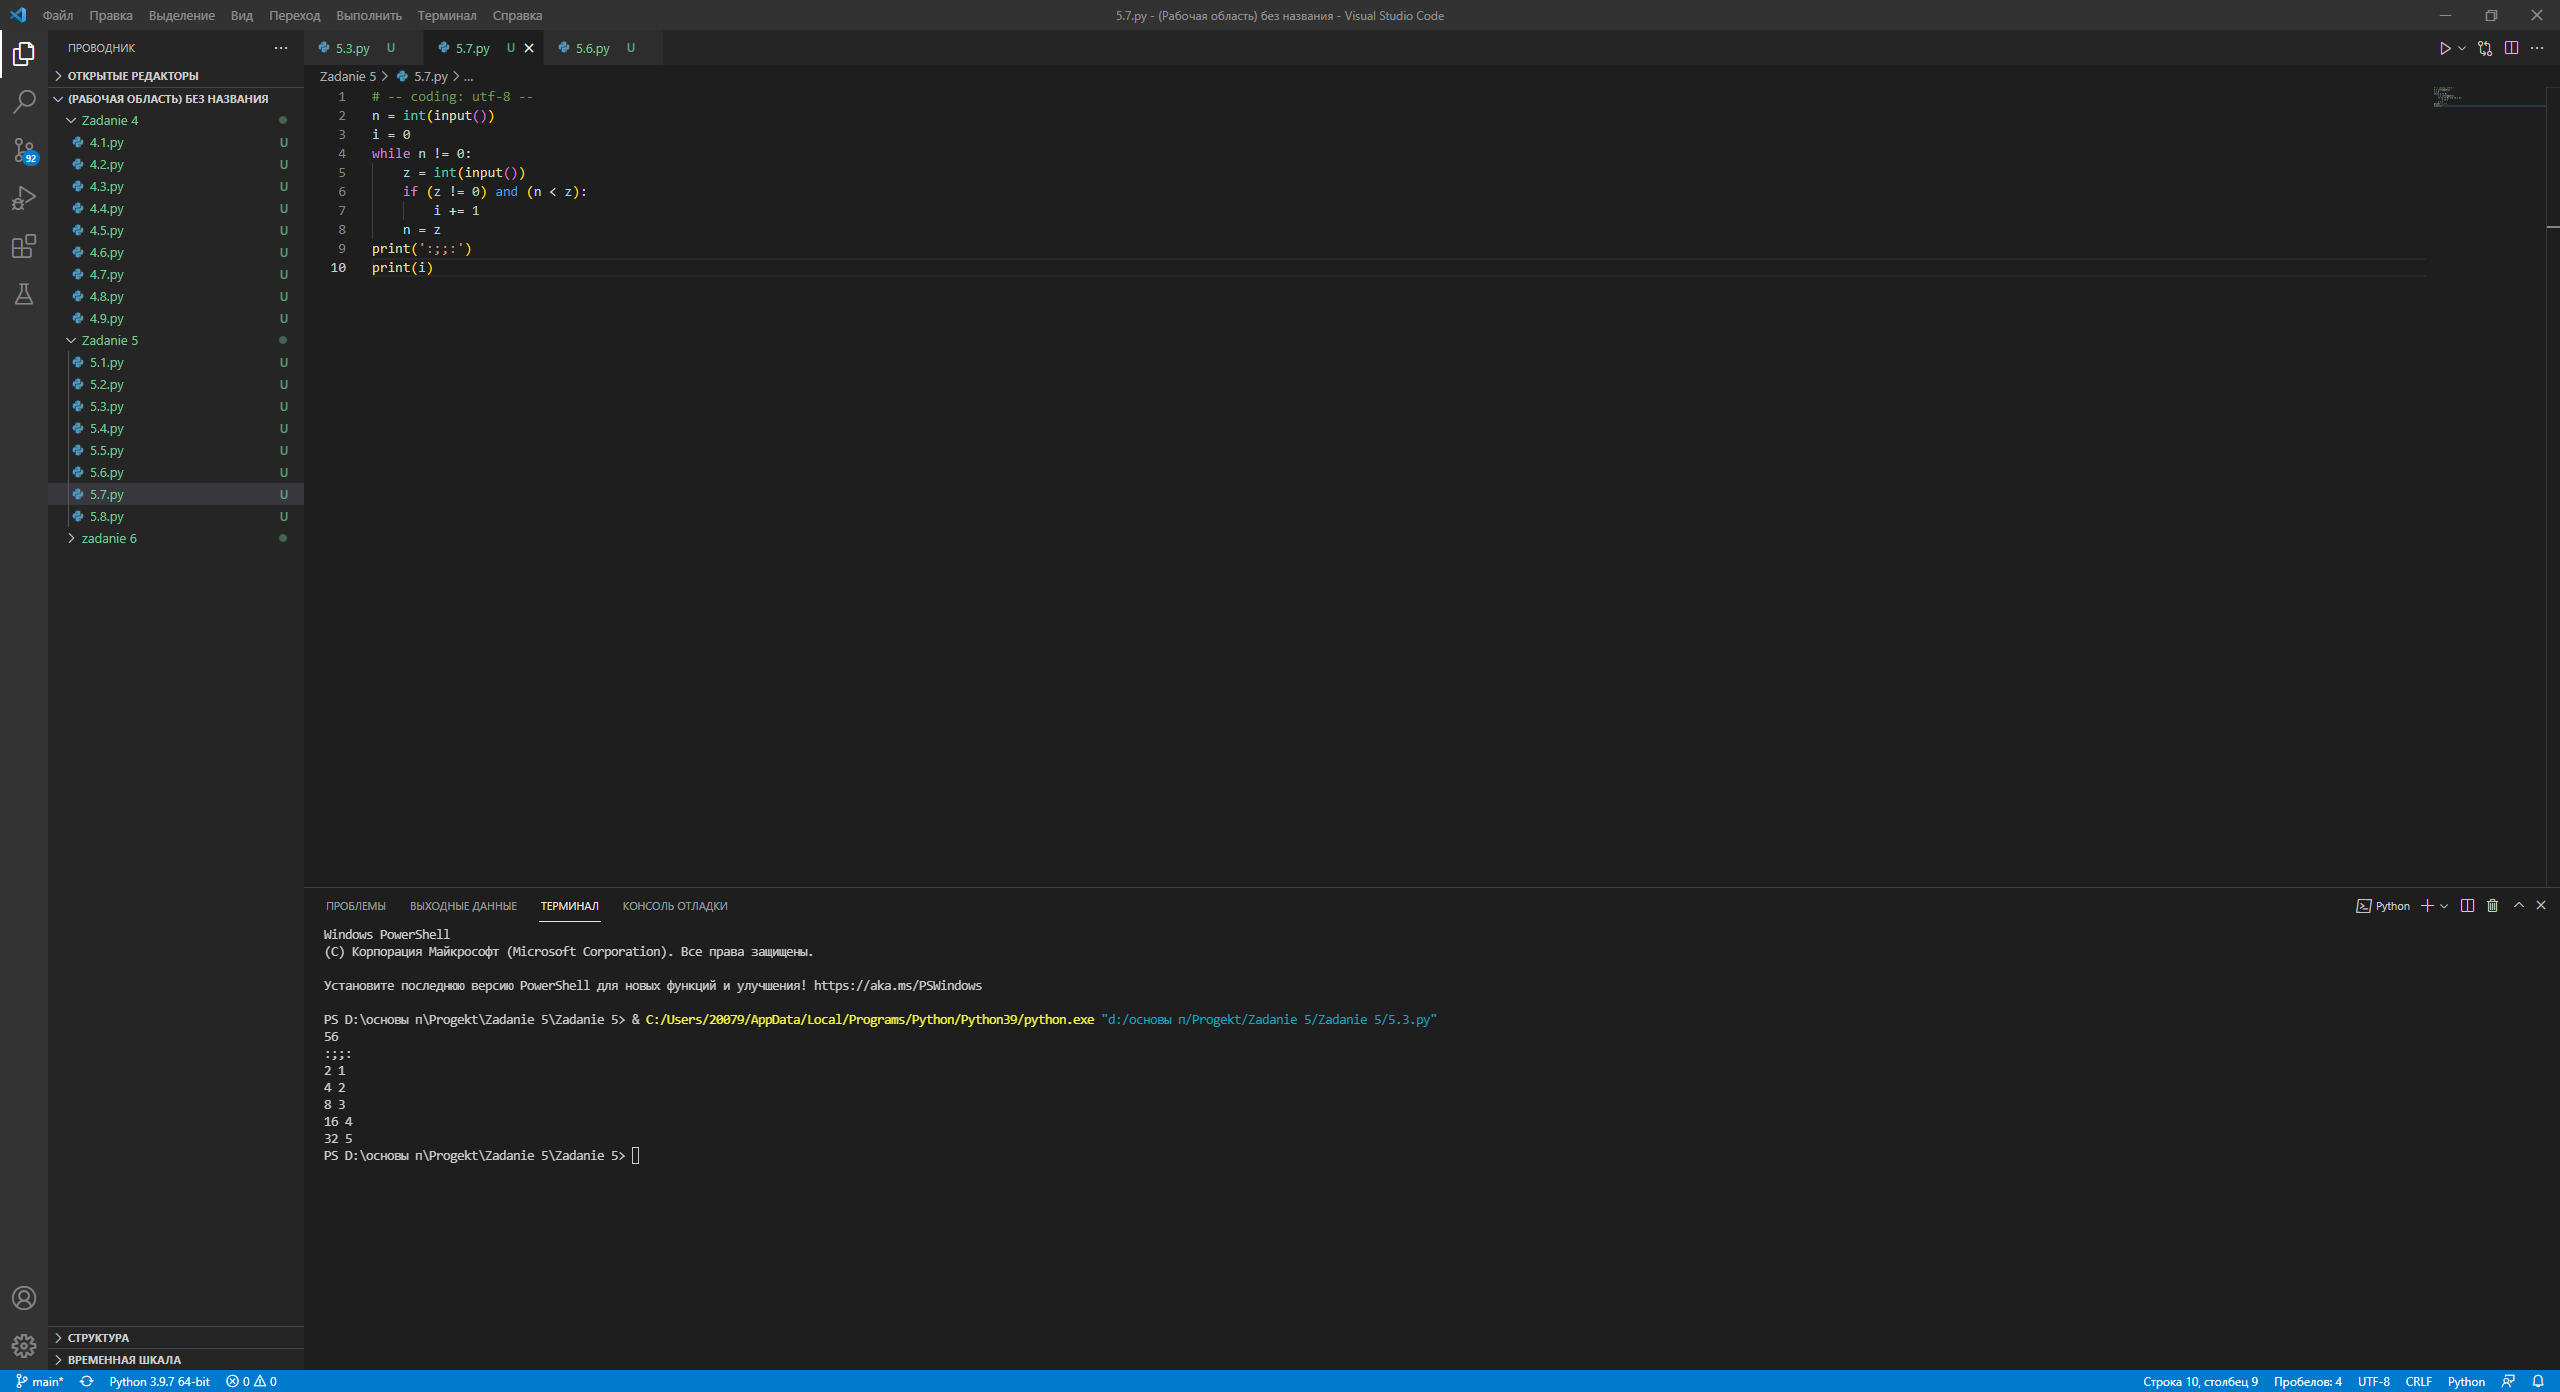 Файл Правка Выделение Вид Переход Выполнить Терминал Справка
5.7.py - (Рабочая область) без названия - Visual Studio Code
ПРОВОДНИК ...
ОТКРЫТЫЕ РЕДАКТОРЫ
(РАБОЧАЯ ОБЛАСТЬ) БЕЗ НАЗВАНИЯ
Zadanie 4
4.1.py U
4.2.py U
4.3.py U
4.4.py U
4.5.py U
4.6.py U
4.7.py U
4.8.py U
4.9.py U
Zadanie 5
5.1.py U
5.2.py U
5.3.py U
5.4.py U
5.5.py U
5.6.py U
5.7.py U
5.8.py U
zadanie 6
92
СТРУКТУРА
ВРЕМЕННАЯ ШКАЛА
5.3.py U 5.7.py U 5.6.py U
Zadanie 5 > 5.7.py > ...
1 # -- coding: utf-8 --
2 n = int(input())
3 i = 0
4 while n != 0:
5 z = int(input())
6 if (z != 0) and (n < z):
7 i += 1
8 n = z
9 print(':;;:')
10 print(i)
ПРОБЛЕМЫ ВЫХОДНЫЕ ДАННЫЕ ТЕРМИНАЛ КОНСОЛЬ ОТЛАДКИ
Python
Windows PowerShell
(C) Корпорация Майкрософт (Microsoft Corporation). Все права защищены.
Установите последнюю версию PowerShell для новых функций и улучшения! https://aka.ms/PSWindows
PS D:\основы п\Progekt\Zadanie 5\Zadanie 5> & C:/Users/20079/AppData/Local/Programs/Python/Python39/python.exe "d:/основы п/Progekt/Zadanie 5/Zadanie 5/5.3.py"
56
:;;:
2 1
4 2
8 3
16 4
32 5
PS D:\основы п\Progekt\Zadanie 5\Zadanie 5>
main* Python 3.9.7 64-bit 0 0
Строка 10, столбец 9 Пробелов: 4 UTF-8 CRLF Python